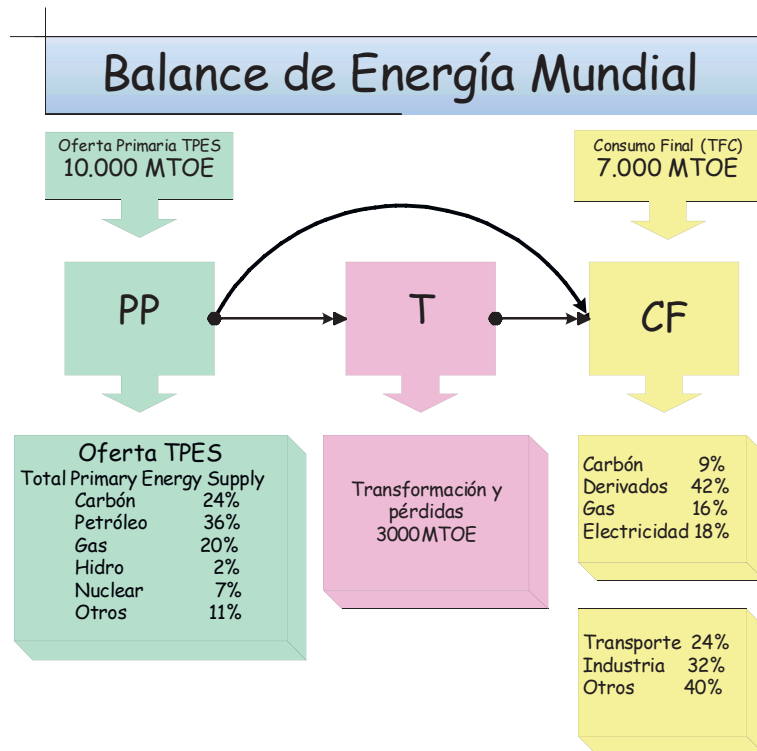 Balance de Energía Mundial
Oferta Primaria TPES
10.000 MTOE
Consumo Final (TFC)
7.000 MTOE
PP
T
CF
Oferta TPES
Total Primary Energy Supply
Carbón 24%
Petróleo 36%
Gas 20%
Hidro 2%
Nuclear 7%
Otros 11%
Transformación y
pérdidas
3000 MTOE
Carbón 9%
Derivados 42%
Gas 16%
Electricidad 18%
Transporte 24%
Industria 32%
Otros 40%